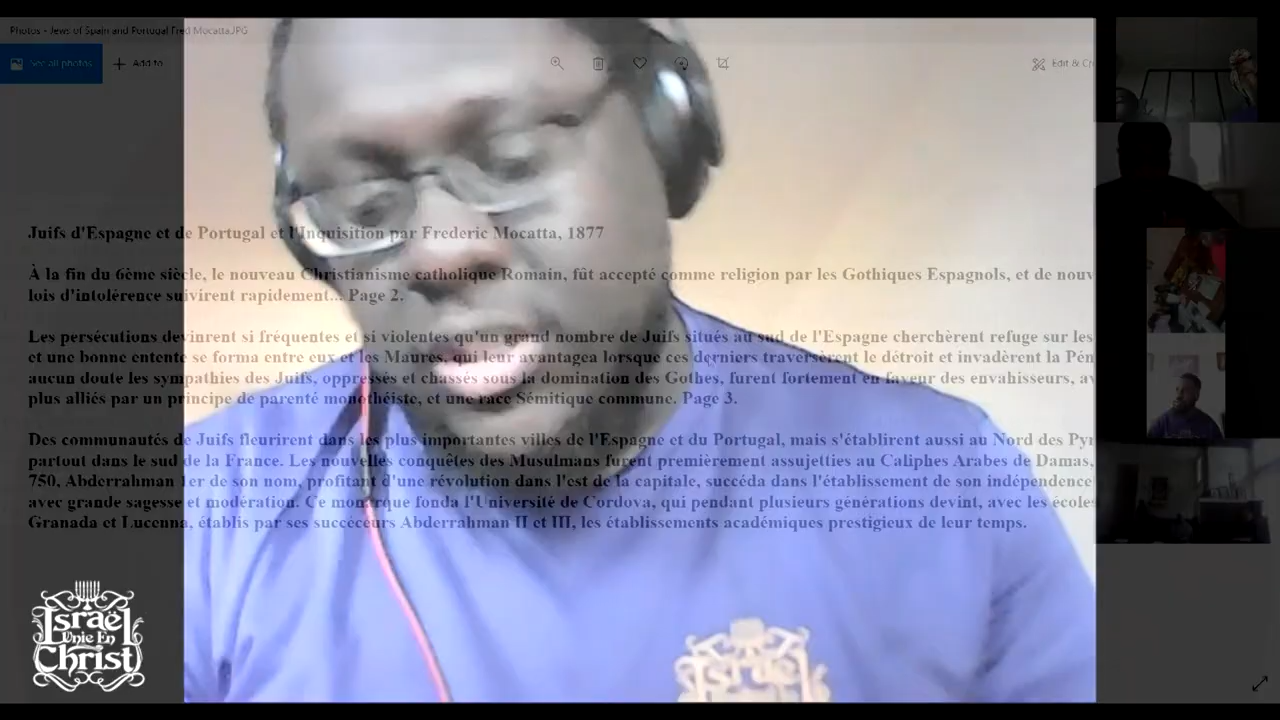 Photos - Jews of Spain and Portugal Fred Mocatta.JPG
See all photos
Add to
Edit & Cr
Juifs d'Espagne et de Portugal et l'Inquisition par Frederic Mocatta, 1877
À la fin du 6ème siècle, le nouveau Christianisme catholique Romain, fût accepté comme religion par les Gothiques Espagnols, et de nouv
lois d'intolérence suivirent rapidement... Page 2.
Les persécutions devinrent si fréquentes et si violentes qu'un grand nombre de Juifs situés au sud de l'Espagne cherchèrent refuge sur les
et une bonne entente se forma entre eux et les Maures, qui leur avantagea lorsque ces derniers traversèrent le détroit et invadèrent la Pén
aucun doute les sympathies des Juifs, oppressés et chassés sous la domination des Gothes, furent fortement en faveur des envahisseurs, av
plus alliés par un principe de parenté monothéiste, et une race Sémitique commune. Page 3.
Des communautés de Juifs fleurirent dans les plus importantes villes de l'Espagne et du Portugal, mais s'établirent aussi au Nord des Pyr
partout dans le sud de la France. Les nouvelles conquêtes des Musulmans furent premièrement assujetties au Caliphes Arabes de Damas,
750, Abderrahman 1er de son nom, profitant d'une révolution dans l'est de la capitale, succéda dans l'établissement de son indépendence
avec grande sagesse et modération. Ce monarque fonda l'Université de Cordova, qui pendant plusieurs générations devint, avec les écoles
Granada et Lucenna, établis par ses succéceurs Abderrahman II et III, les établissements académiques prestigieux de leur temps.
Israël
Unie En
Christ
Israël